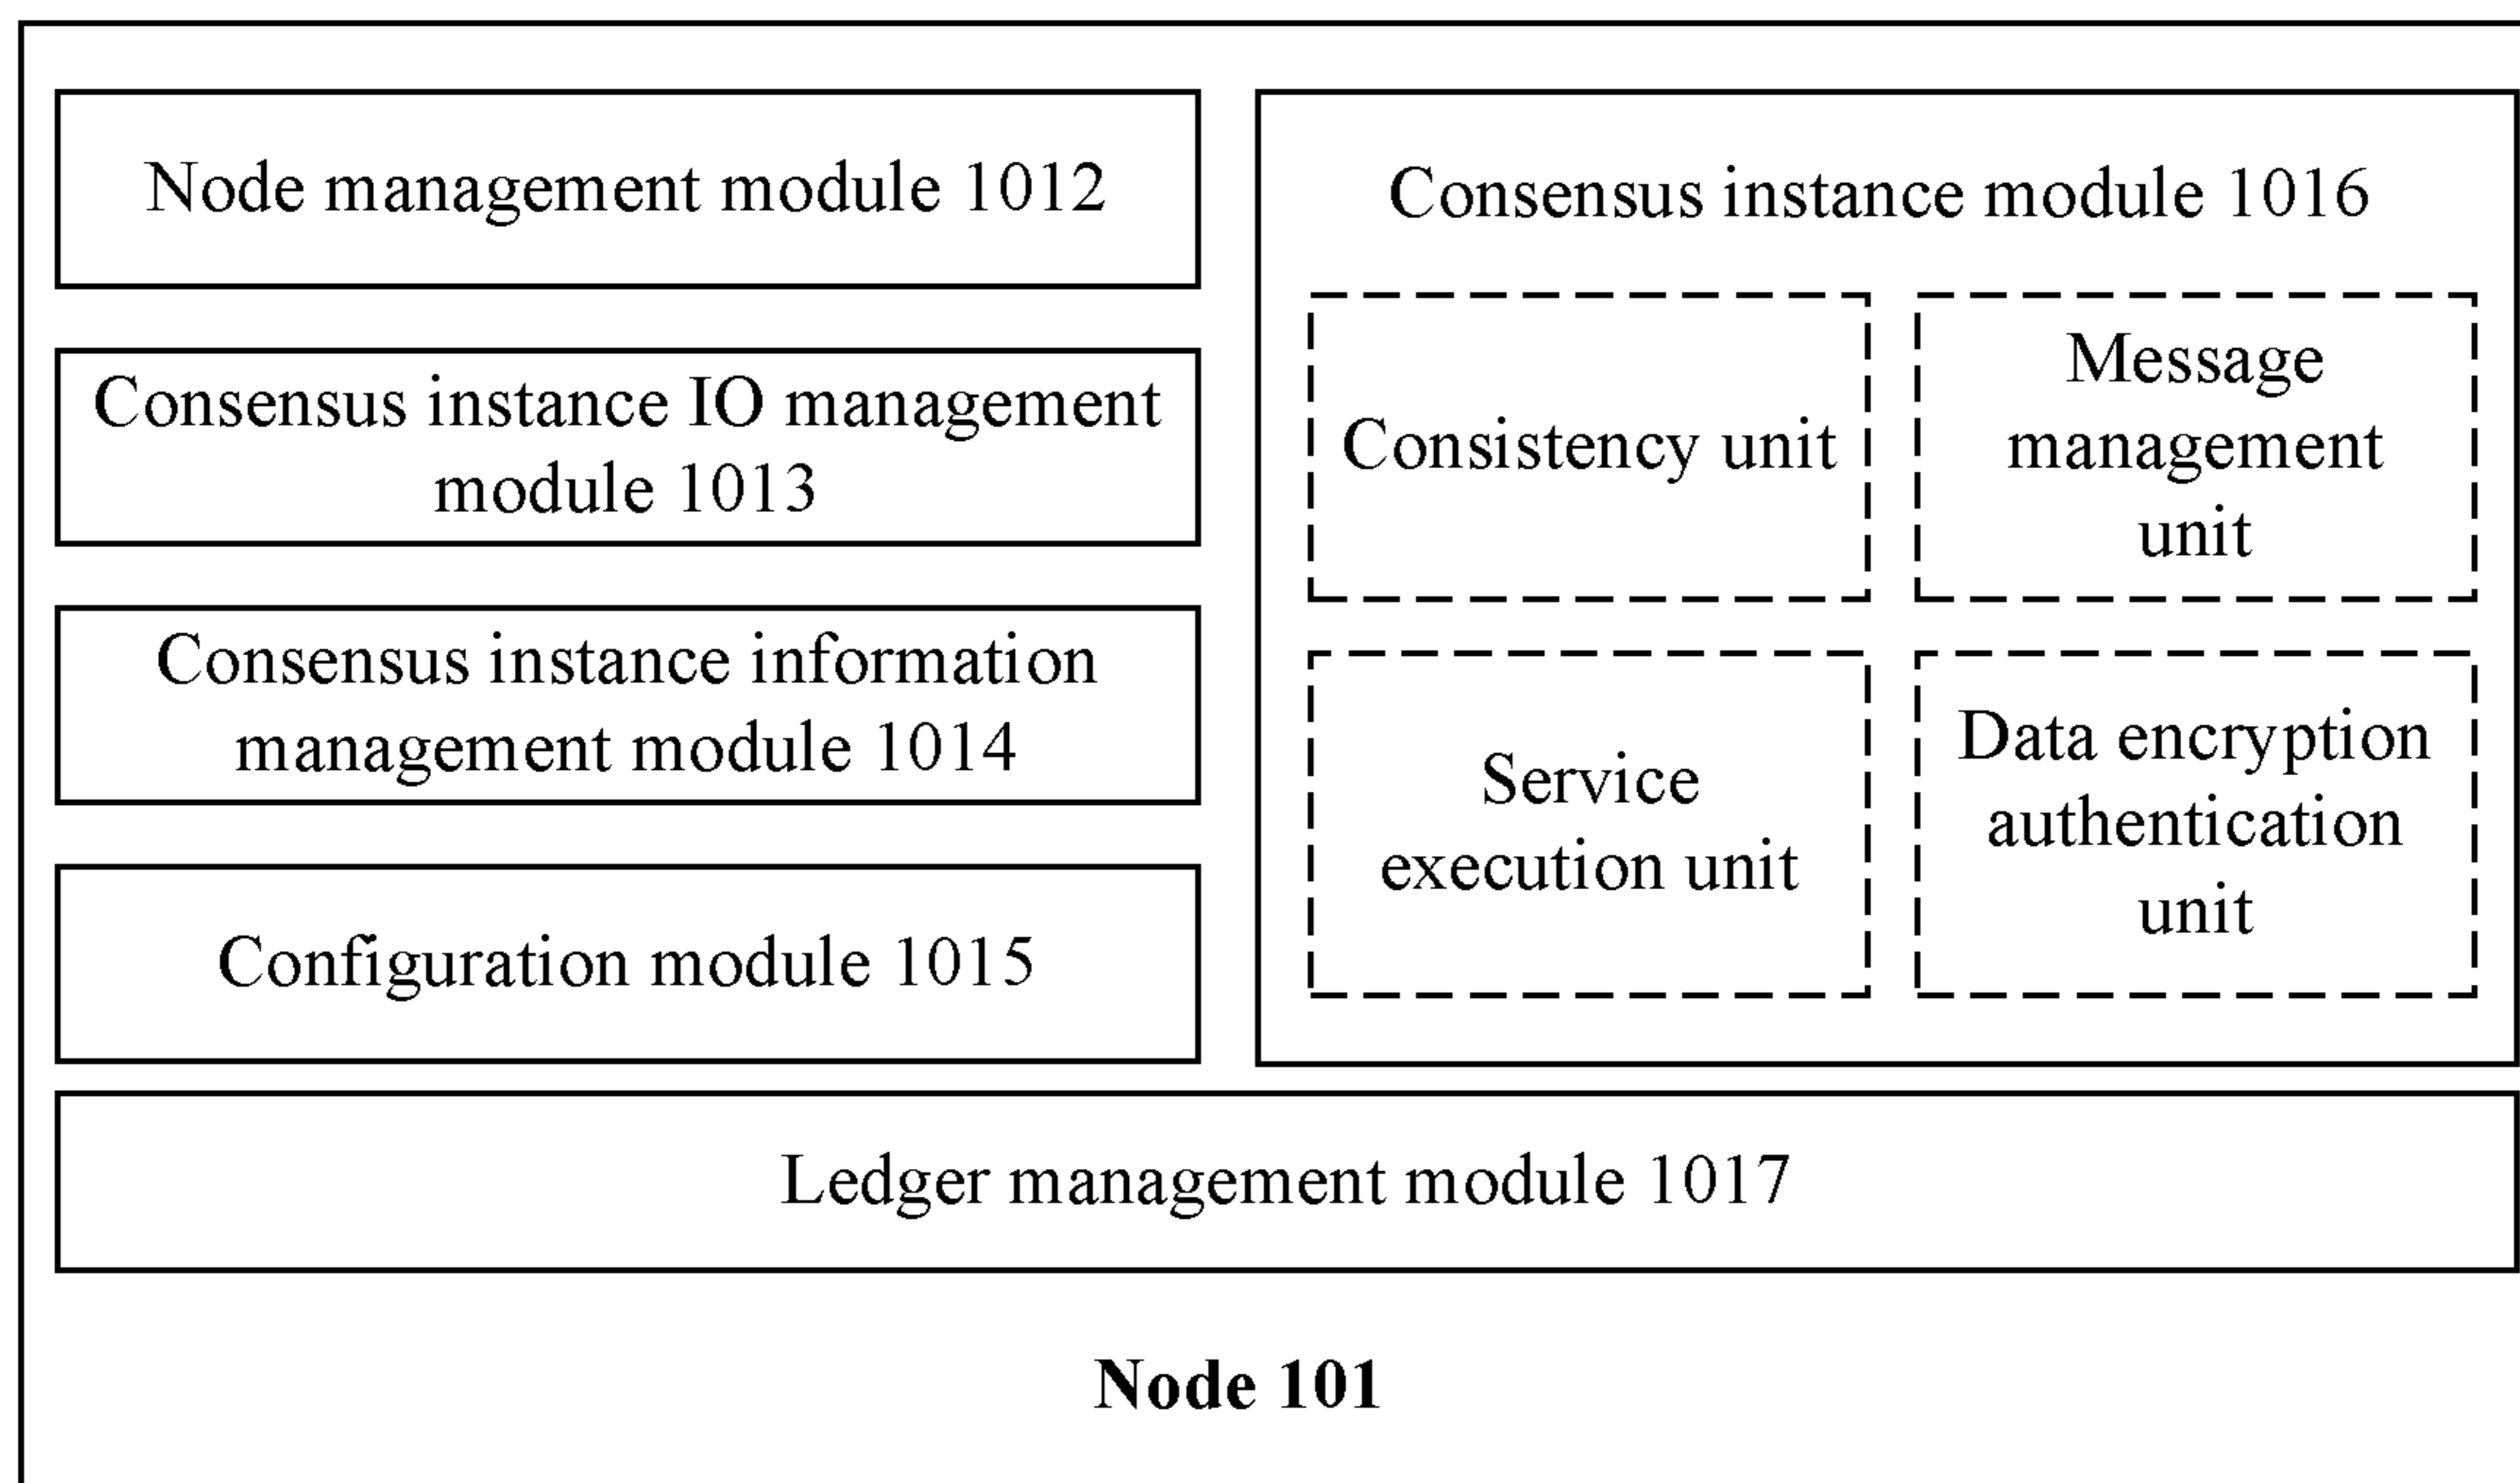 Node management module 1012
Consensus instance IO management
module 1013
Consensus instance information
management module 1014
Configuration module 1015
Consensus instance module 1016
Consistency unit
Message
management
unit
Service
execution unit
Data encryption
authentication
unit
Ledger management module 1017
Node 101